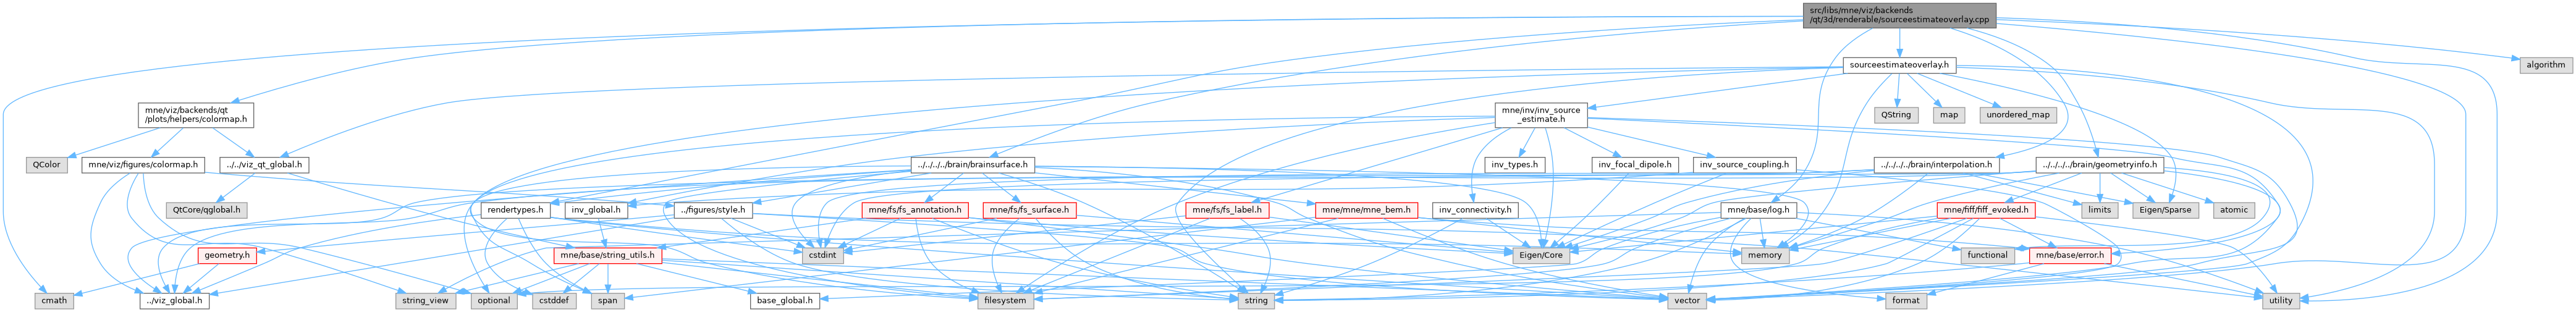 src/libs/mne/viz/backends
/qt/3d/renderable/sourceestimateoverlay.cpp
sourceestimateoverlay.h
algorithm
mne/viz/backends/qt
/plots/helpers/colormap.h
mne/inv/inv_source
_estimate.h
QString
map
unordered_map
QColor
mne/viz/figures/colormap.h
../../viz_qt_global.h
../../../../brain/brainsurface.h
inv_types.h
inv_focal_dipole.h
inv_source_coupling.h
../../../../brain/interpolation.h
../../../../brain/geometryinfo.h
QtCore/qglobal.h
rendertypes.h
inv_global.h
../figures/style.h
mne/fs/fs_annotation.h
mne/fs/fs_surface.h
mne/fs/fs_label.h
mne/mne/mne_bem.h
inv_connectivity.h
mne/base/log.h
mne/fiff/fiff_evoked.h
limits
Eigen/Sparse
atomic
geometry.h
mne/base/string_utils.h
cstdint
Eigen/Core
memory
functional
mne/base/error.h
cmath
../viz_global.h
string_view
optional
cstddef
span
base_global.h
filesystem
string
vector
format
utility